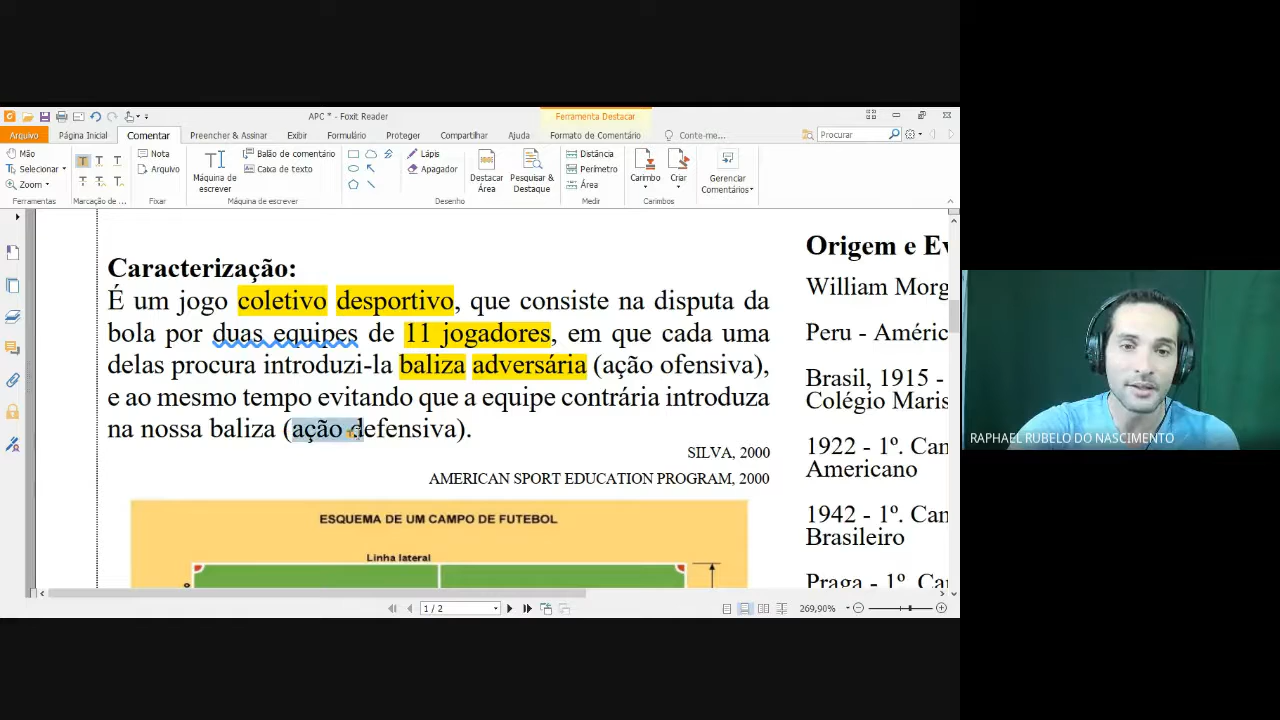 APC * - Foxit Reader
Ferramenta Destacar
Arquivo Página Inicial Comentar Preencher & Assinar Exibir Formulário Proteger Compartilhar Ajuda Formato de Comentário Conte-me... Procurar
Mão
Selecionar
Zoom
Ferramentas
Marcação de ...
Nota
Arquivo
Fixar
Máquina de escrever
Balão de comentário
Caixa de texto
Máquina de escrever
Lápis
Apagador
Desenho
Destacar Área
Pesquisar & Destaque
Distância
Perímetro
Área
Medir
Carimbo
Criar
Carimbos
Gerenciar Comentários
Caracterização:
É um jogo coletivo desportivo, que consiste na disputa da
bola por duas equipes de 11 jogadores, em que cada uma
delas procura introduzi-la baliza adversária (ação ofensiva),
e ao mesmo tempo evitando que a equipe contrária introduza
na nossa baliza (ação defensiva).
SILVA, 2000
AMERICAN SPORT EDUCATION PROGRAM, 2000
ESQUEMA DE UM CAMPO DE FUTEBOL
Linha lateral
Origem e Ev
William Morg
Peru - Améric
Brasil, 1915 -
Colégio Maris
1922 - 1º. Can
Americano
1942 - 1º. Can
Brasileiro
Praga - 1º. Ca
1 / 2
269,90%
RAPHAEL RUBELO DO NASCIMENTO